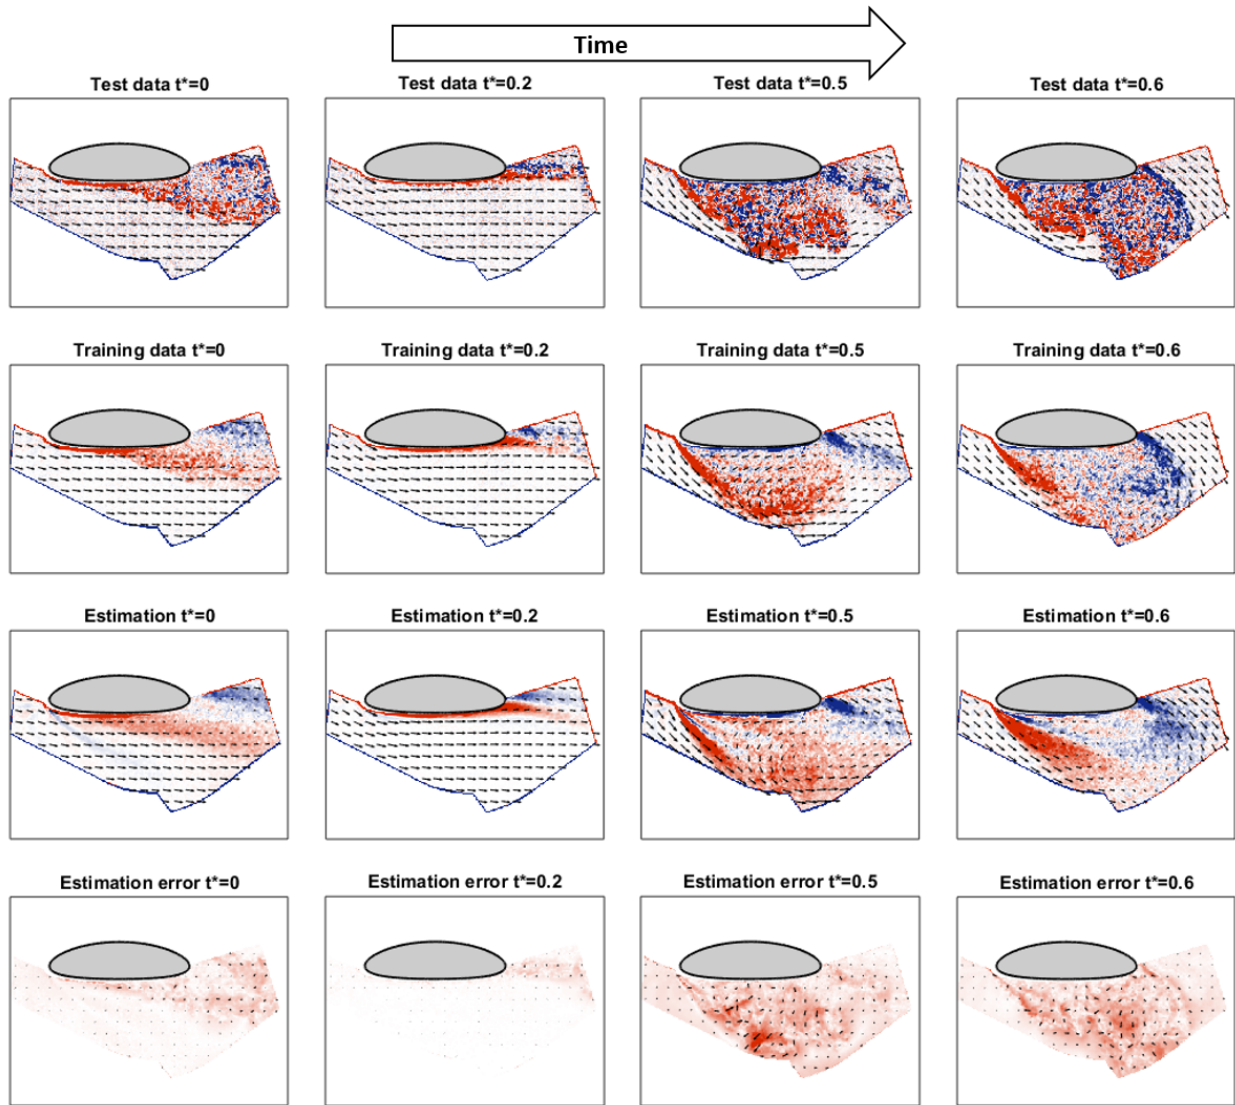 Time
Test data t*=0
Test data t*=0.2
Test data t*=0.5
Test data t*=0.6
Training data t*=0
Training data t*=0.2
Training data t*=0.5
Training data t*=0.6
Estimation t*=0
Estimation t*=0.2
Estimation t*=0.5
Estimation t*=0.6
Estimation error t*=0
Estimation error t*=0.2
Estimation error t*=0.5
Estimation error t*=0.6